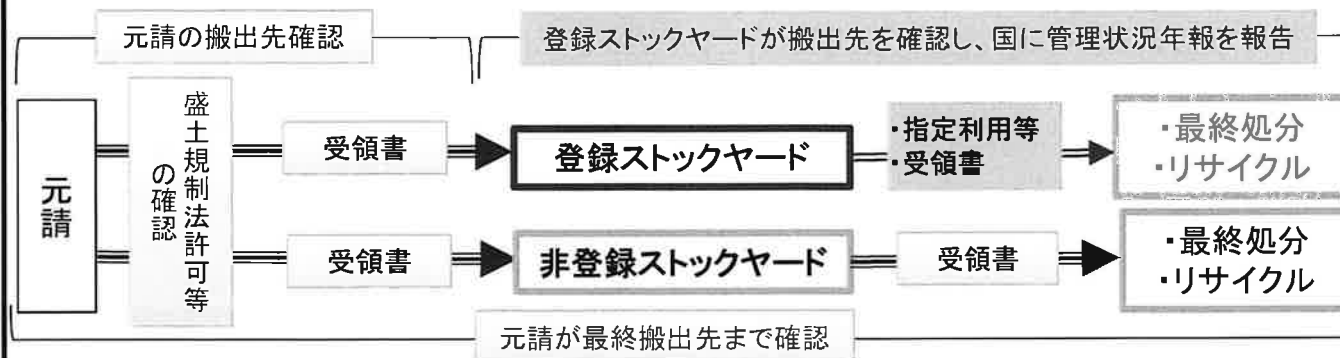 元請の搬出先確認
登録ストックヤードが搬出先を確認し、国に管理状況年報を報告
元請
盛土規制法許可等
の確認
受領書
登録ストックヤード
・指定利用等
・受領書
・最終処分
・リサイクル
受領書
非登録ストックヤード
受領書
・最終処分
・リサイクル
元請が最終搬出先まで確認